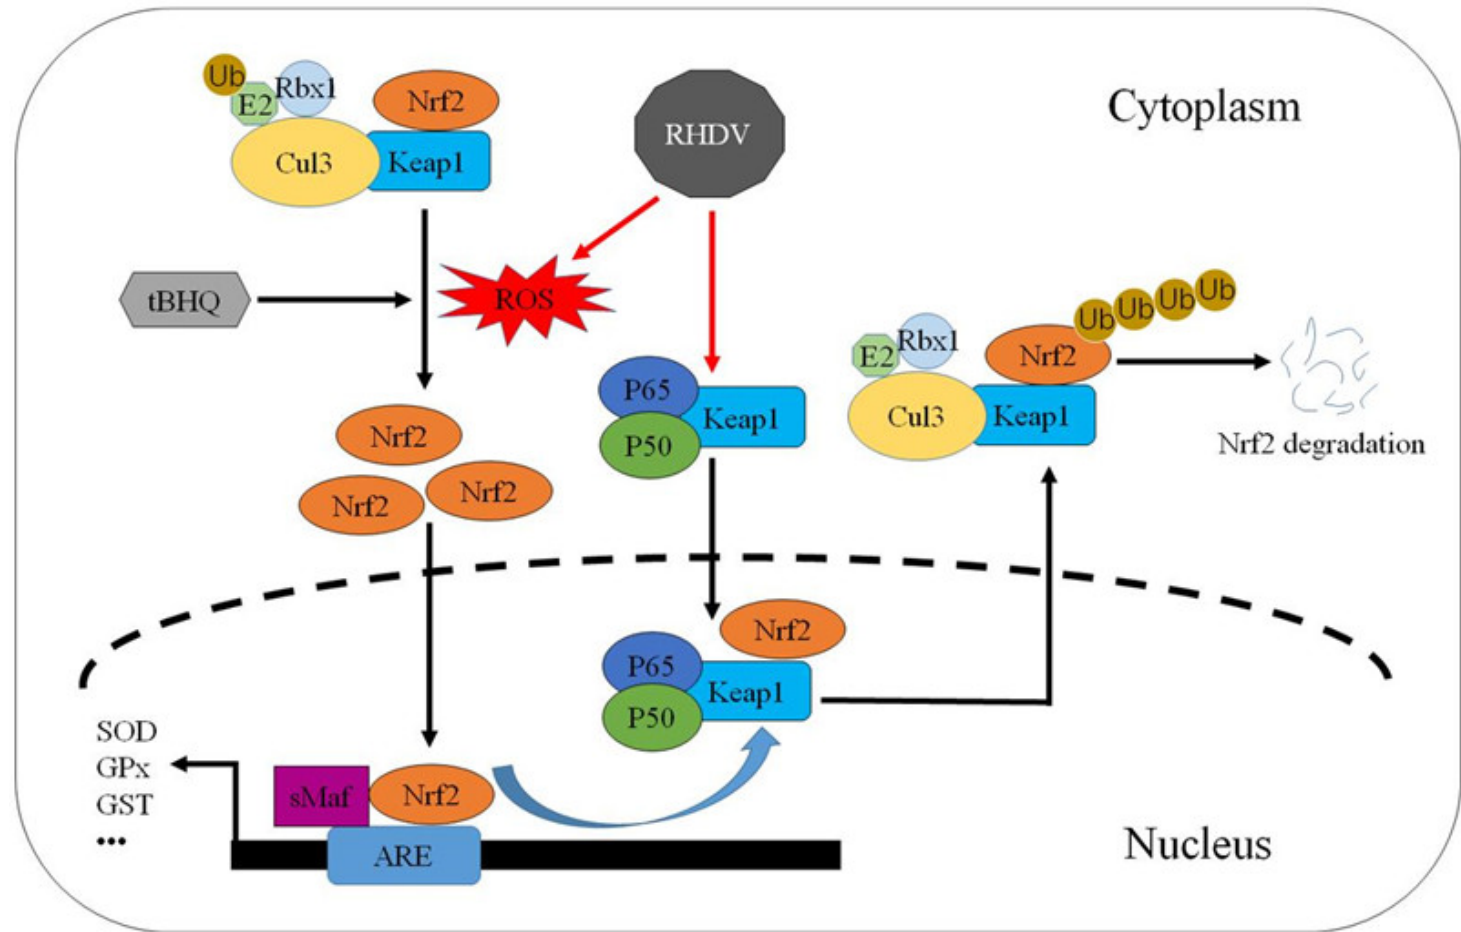 Ub
E2
Rbx1
Cul3
Keap1
Nrf2
RHDV
Cytoplasm
tBHQ
ROS
P65
P50
Keap1
E2
Rbx1
Cul3
Keap1
Nrf2
Ub
Ub
Ub
Ub
Nrf2 degradation
Nrf2
Nrf2
Nrf2
Nrf2
P65
P50
Keap1
SOD
GPx
GST
...
sMaf
Nrf2
ARE
Nucleus